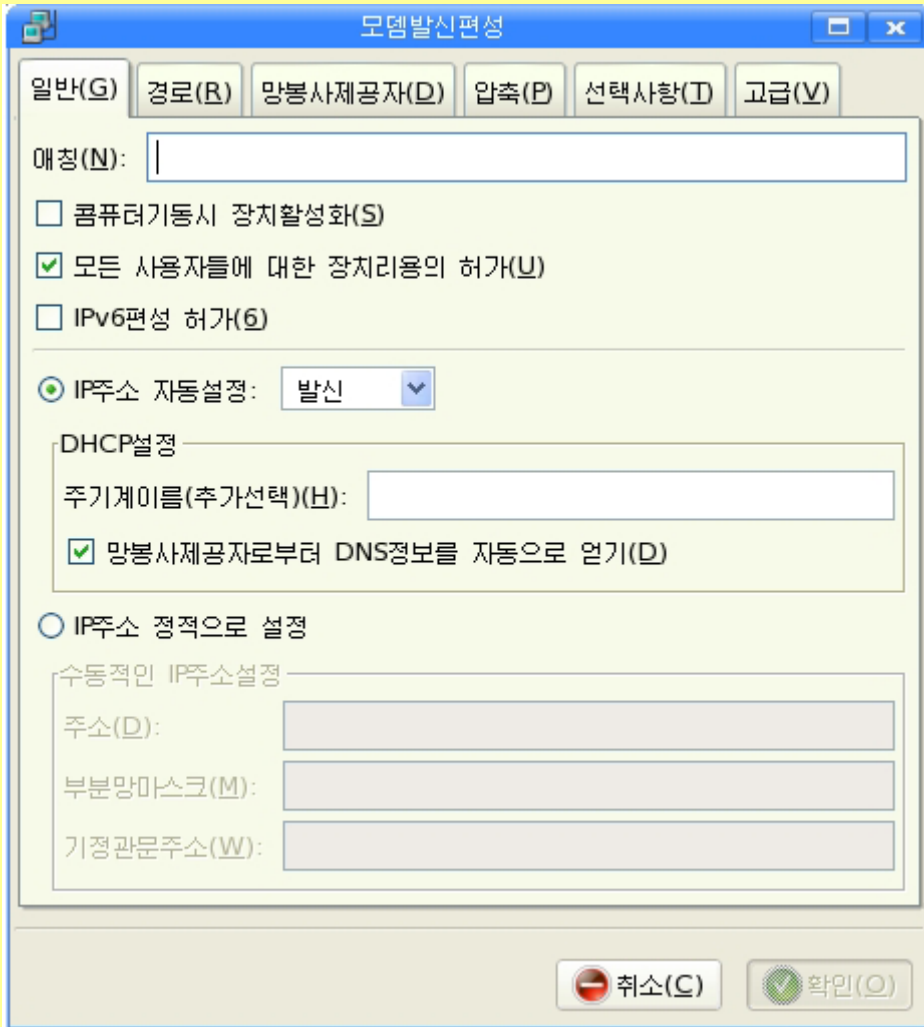 모뎀발신편성
일반(G) 경로(R) 망봉사제공자(D) 압축(P) 선택사항(T) 고급(V)
애칭(N):
콤퓨터기동시 장치활성화(S)
모든 사용자들에 대한 장치리용의 허가(U)
IPv6편성 허가(6)
IP주소 자동설정: 발신
DHCP설정
주기계이름(추가선택)(H):
망봉사제공자로부터 DNS정보를 자동으로 얻기(D)
IP주소 정적으로 설정
수동적인 IP주소설정
주소(D):
부분망마스크(M):
기정관문주소(W):
취소(C) 확인(O)